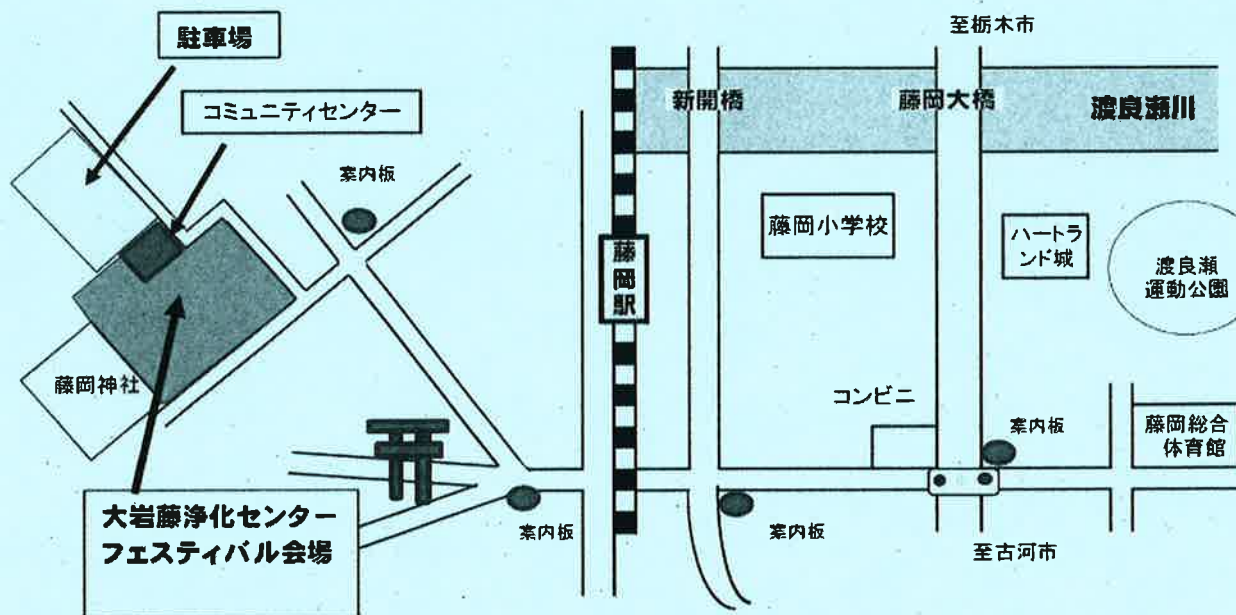 駐車場
コミュニティセンター
案内板
藤岡神社
大岩藤浄化センター
フェスティバル会場
案内板
藤岡駅
至栃木市
新開橋
藤岡大橋
渡良瀬川
藤岡小学校
ハートラ
ンド城
渡良瀬
運動公園
コンビニ
案内板
藤岡総合
体育館
案内板
至古河市